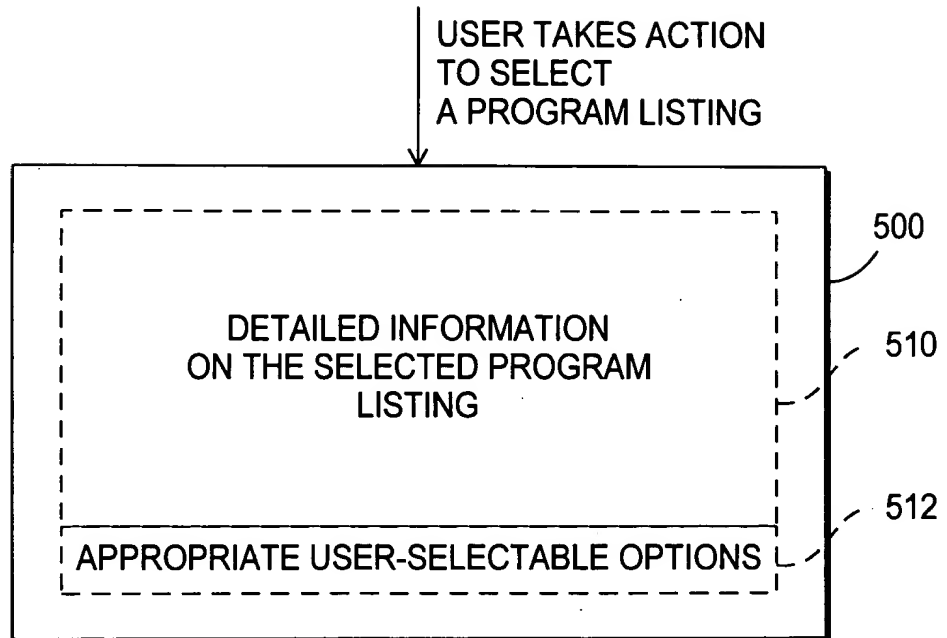 USER TAKES ACTION
TO SELECT
A PROGRAM LISTING
500
DETAILED INFORMATION
ON THE SELECTED PROGRAM
LISTING
510
APPROPRIATE USER-SELECTABLE OPTIONS
512